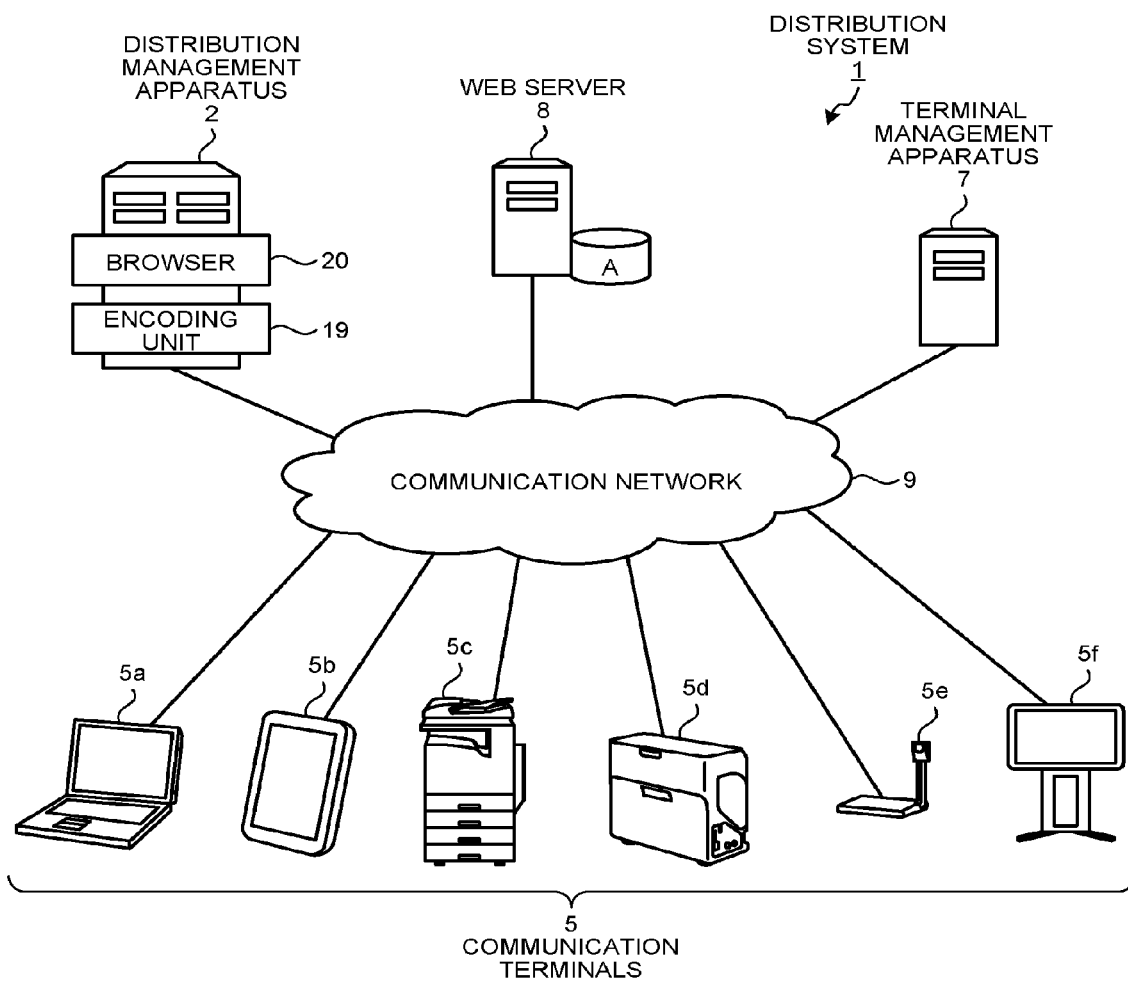 DISTRIBUTION
MANAGEMENT
APPARATUS
2
WEB SERVER
8
DISTRIBUTION
SYSTEM
1
TERMINAL
MANAGEMENT
APPARATUS
7
BROWSER
20
ENCODING
UNIT
19
A
COMMUNICATION NETWORK
9
5a
5b
5c
5d
5e
5f
5
COMMUNICATION
TERMINALS